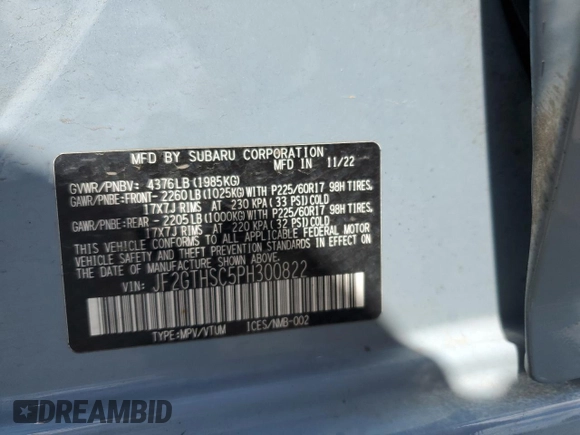 MFD BY SUBARU CORPORATION
MFD IN 11/22
GVWR/PNBV: 4376LB(1985KG)
GAWR/PNBE:FRONT-2260LB(1025KG)WITH P225/60R17 98H TIRES,
17X7J RIMS AT 230 KPA(33 PSI)COLD
GAWR/PNBE:REAR -2205LB(1000KG)WITH P225/60R17 98H TIRES,
17X7J RIMS AT 220 KPA(32 PSI)COLD
THIS VEHICLE CONFORMS TO ALL APPLICABLE FEDERAL MOTOR
VEHICLE SAFETY AND THEFT PREVENTION STANDARDS IN
EFFECT ON THE DATE OF MANUFACTURE SHOWN ABOVE.
VIN: JF2GTHSC5PH300822
TYPE:MPV/VTUM ICES/NMB-002
DREAMBID